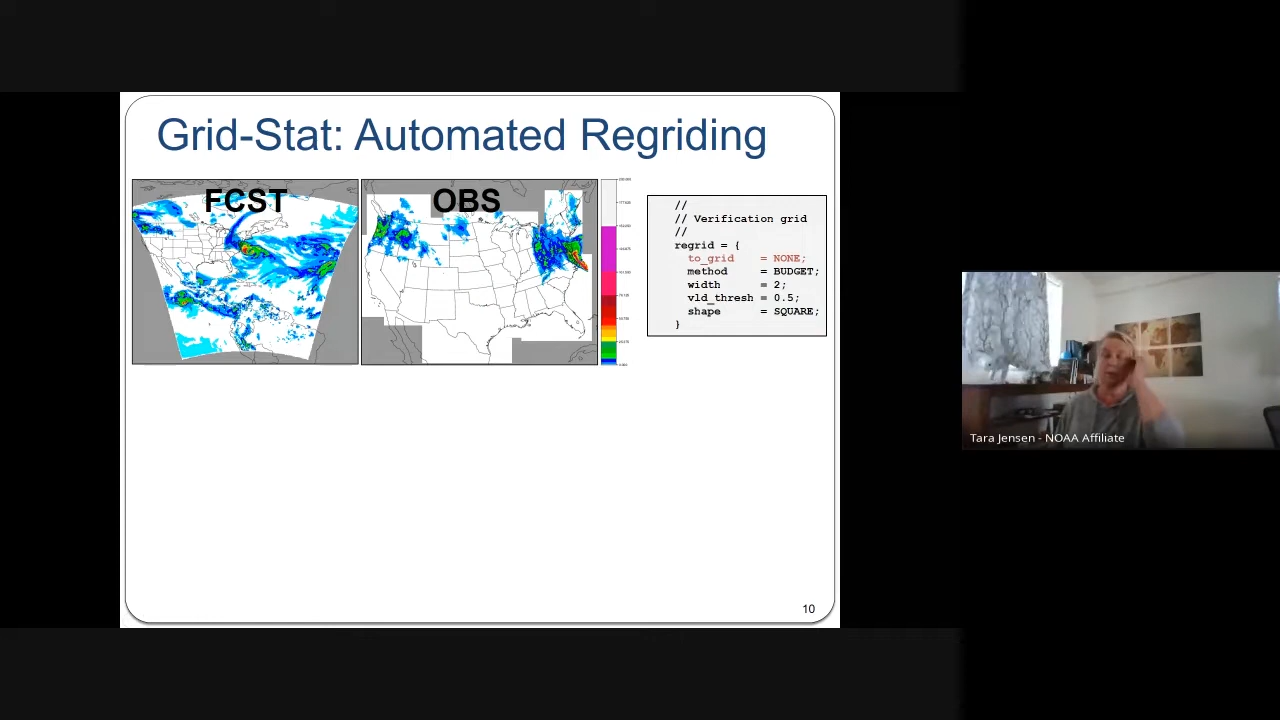 Grid-Stat: Automated Regriding
FCST
OBS
//
// Verification grid
//
regrid = {
to_grid = NONE;
method = BUDGET;
width = 2;
vld_thresh = 0.5;
shape = SQUARE;
}
Tara Jensen - NOAA Affiliate
10